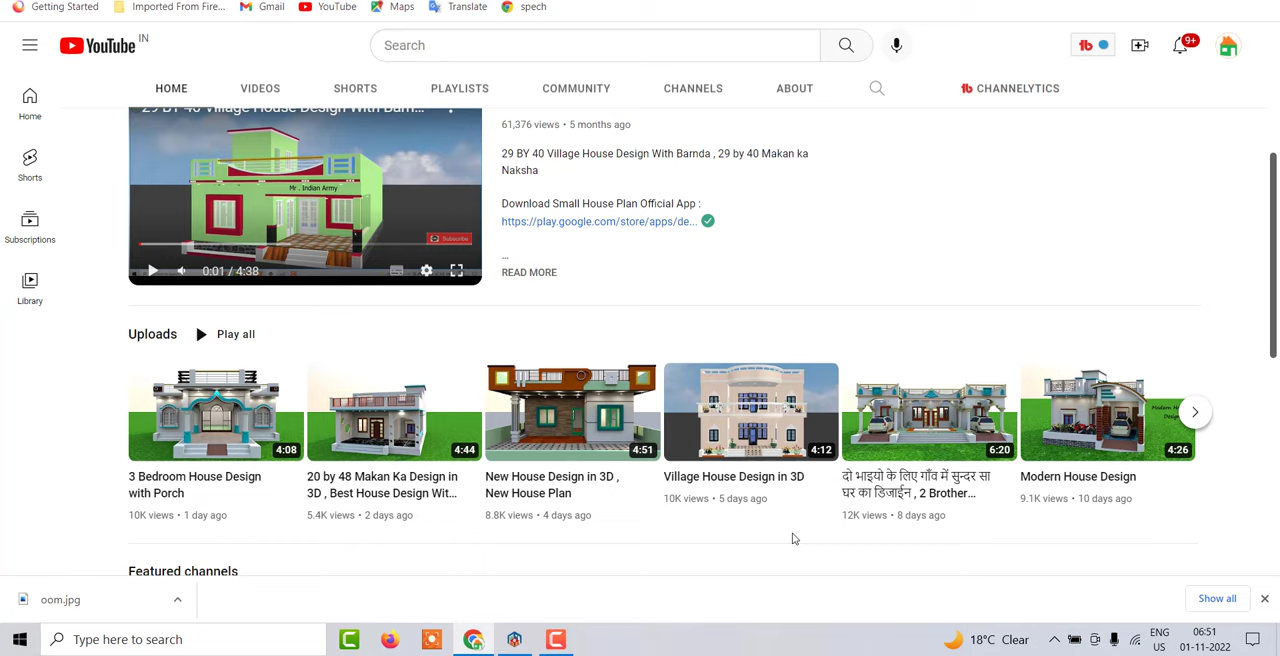 Getting Started
Imported From Fire...
Gmail
YouTube
Maps
Translate
spech
YouTube IN
Search
9+
HOME
VIDEOS
SHORTS
PLAYLISTS
COMMUNITY
CHANNELS
ABOUT
CHANNELYTICS
Home
Shorts
Subscriptions
Library
29 BY 40 Village House Design With Barn...
Mr . Indian Army
Subscribe
0:01 / 4:38
61,376 views • 5 months ago
29 BY 40 Village House Design With Barnda , 29 by 40 Makan ka
Naksha
Download Small House Plan Official App :
https://play.google.com/store/apps/de...
...
READ MORE
Uploads
Play all
4:08
3 Bedroom House Design
with Porch
10K views • 1 day ago
4:44
20 by 48 Makan Ka Design in
3D , Best House Design Wit...
5.4K views • 2 days ago
4:51
New House Design in 3D ,
New House Plan
8.8K views • 4 days ago
4:12
Village House Design in 3D
10K views • 5 days ago
6:20
दो भाइयो के लिए गाँव में सुन्दर सा
घर का डिजाईन , 2 Brother...
12K views • 8 days ago
4:26
Modern House Design
9.1K views • 10 days ago
Featured channels
oom.jpg
Show all
Type here to search
18°C Clear
ENG
US
06:51
01-11-2022